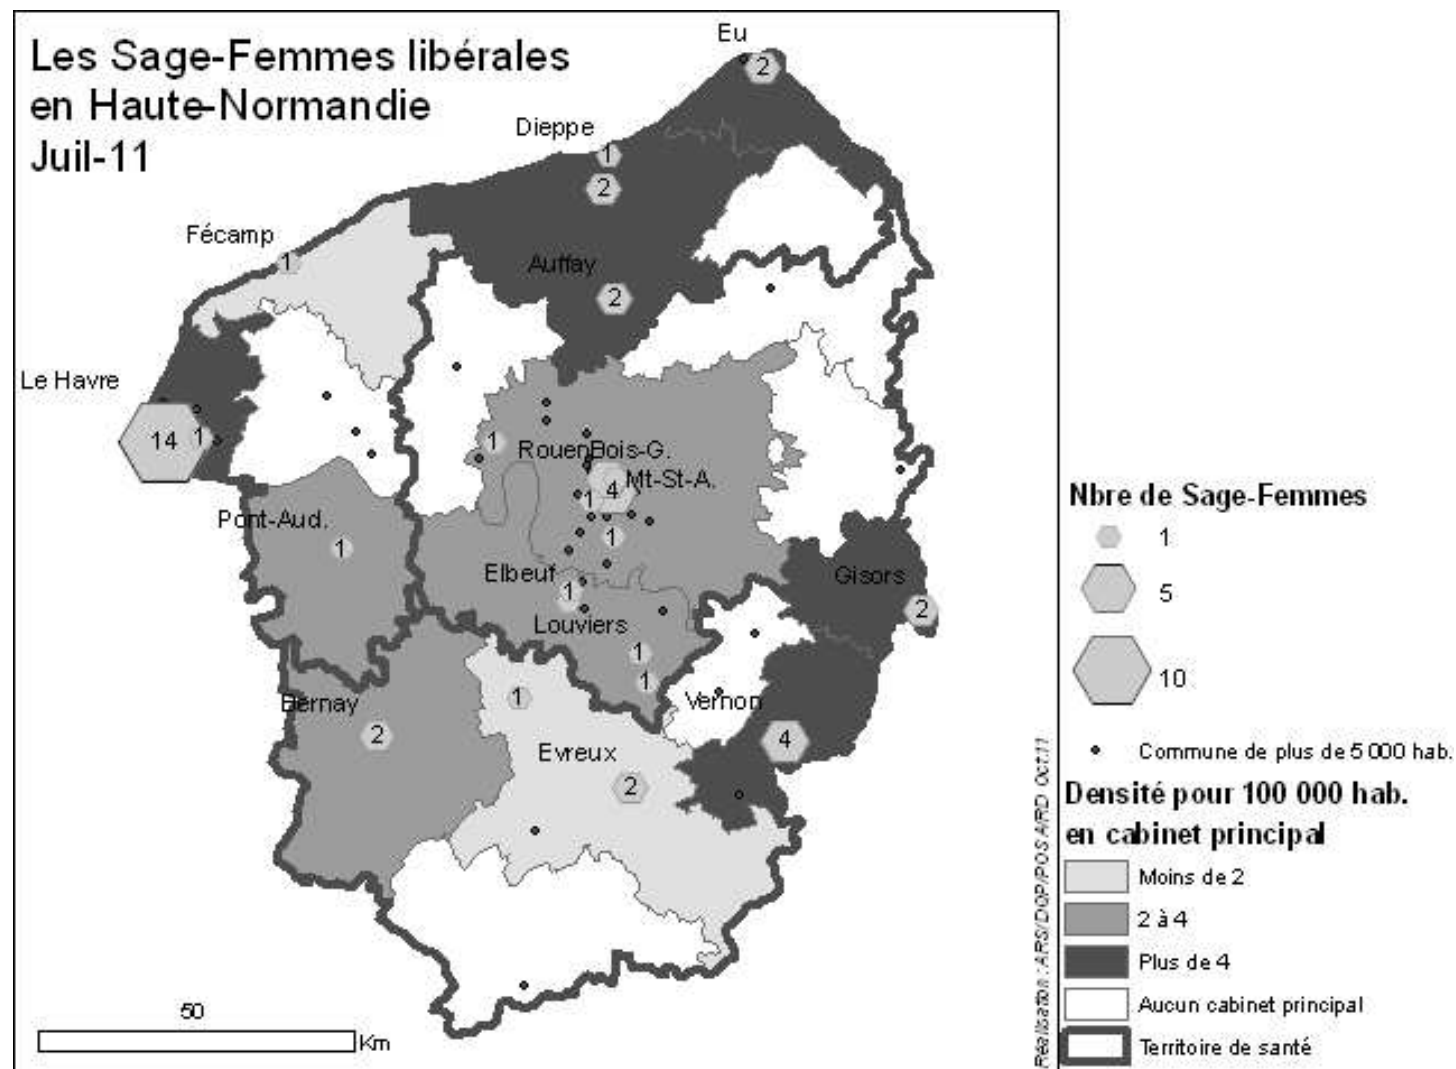 Les Sage-Femmes libérales
en Haute-Normandie
Juil-11
Eu
2
Dieppe
1
2
Fécamp
1
Auffay
2
Le Havre
14
1
1
Rouen
Bois-G.
4
Mt-St-A.
1
1
Pont-Aud.
1
Elbeuf
1
Gisors
2
Louviers
1
1
Bernay
2
1
Vernon
4
Evreux
2
50
Km
Nbre de Sage-Femmes
1
5
10
Commune de plus de 5 000 hab.
Densité pour 100 000 hab.
en cabinet principal
Moins de 2
2 à 4
Plus de 4
Aucun cabinet principal
Territoire de santé
Réalisation : ARS/DQP/POSA/RD Oct.11